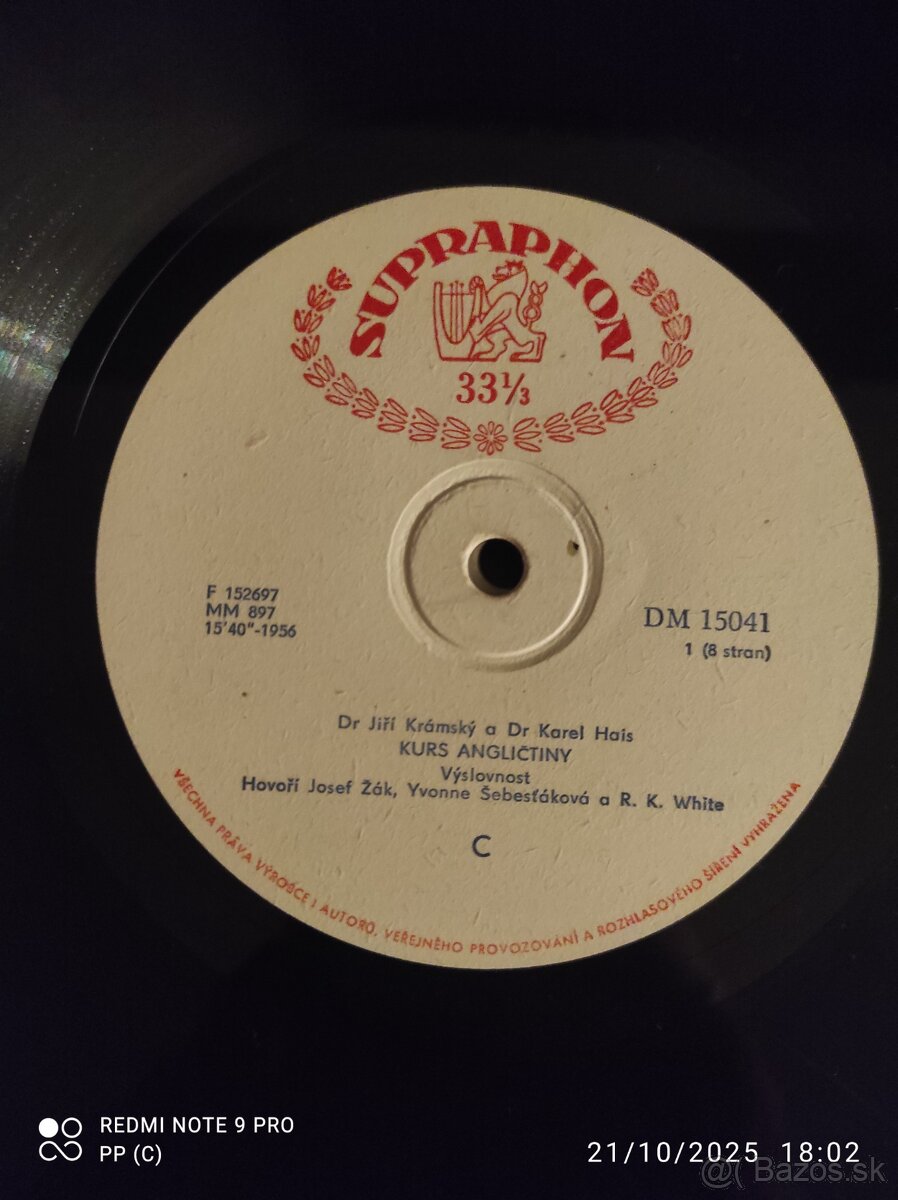 SUPRAPHON
33⅓
F 152697
MM 897
15'40"-1956
DM 15041
1 (8 stran)
Dr Jiří Krámský a Dr Karel Hais
KURS ANGLIČTINY
Výslovnost
Hovoří Josef Žák, Yvonne Šebesťáková a R. K. White
C
VŠECHNA PRÁVA VÝROBCE I AUTORŮ, VEŘEJNÉHO PROVOZOVÁNÍ A ROZHLASOVÉHO ŠÍŘENÍ VYHRAŽENA
REDMI NOTE 9 PRO
PP (C)
21/10/2025 18:02
@( Bazos.sk